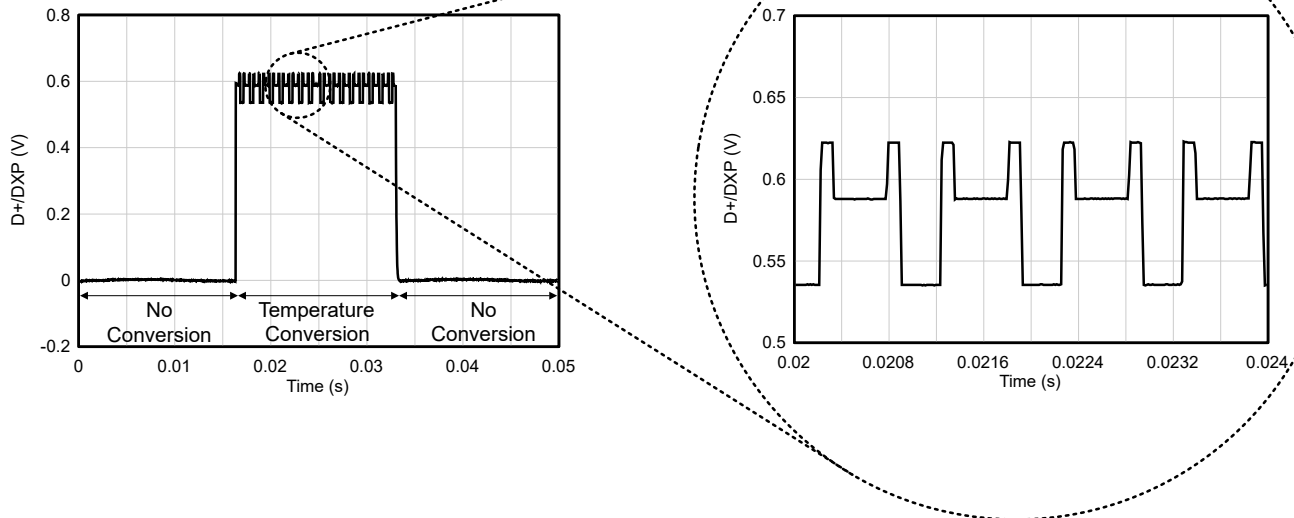 0.8
0.6
0.4
0.2
0
-0.2
D+/DXP (V)
No
Conversion
Temperature
Conversion
No
Conversion
0 0.01 0.02 0.03 0.04 0.05
Time (s)
0.7
0.65
0.6
0.55
0.5
D+/DXP (V)
0.02 0.0208 0.0216 0.0224 0.0232 0.024
Time (s)